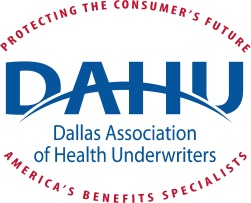 PROTECTING THE CONSUMER'S FUTURE
DAHU
Dallas Association
of Health Underwriters
AMERICA'S BENEFITS SPECIALISTS